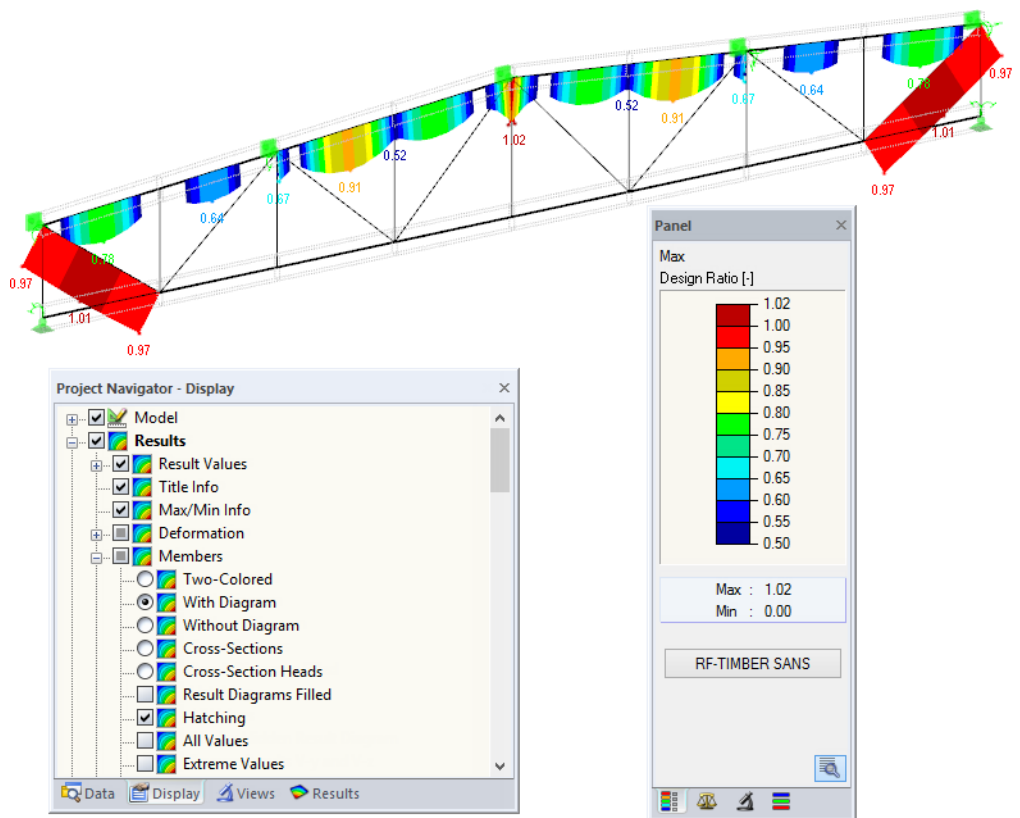 0.97
0.78
0.64
0.67
0.91
0.52
1.02
0.52
0.91
0.67
0.64
0.78
0.97
1.01
0.97
1.01
0.97
Panel
Max
Design Ratio [-]
1.02
1.00
0.95
0.90
0.85
0.80
0.75
0.70
0.65
0.60
0.55
0.50
Max : 1.02
Min : 0.00
RF-TIMBER SANS
Project Navigator - Display
Model
Results
Result Values
Title Info
Max/Min Info
Deformation
Members
Two-Colored
With Diagram
Without Diagram
Cross-Sections
Cross-Section Heads
Result Diagrams Filled
Hatching
All Values
Extreme Values
Data Display Views Results